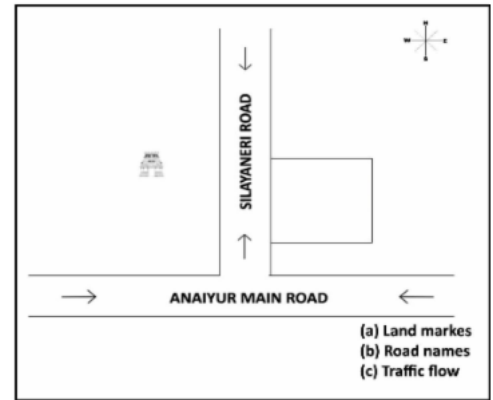 N
W E
S
SILAYANERI ROAD
ANAIYUR MAIN ROAD
(a) Land markes
(b) Road names
(c) Traffic flow